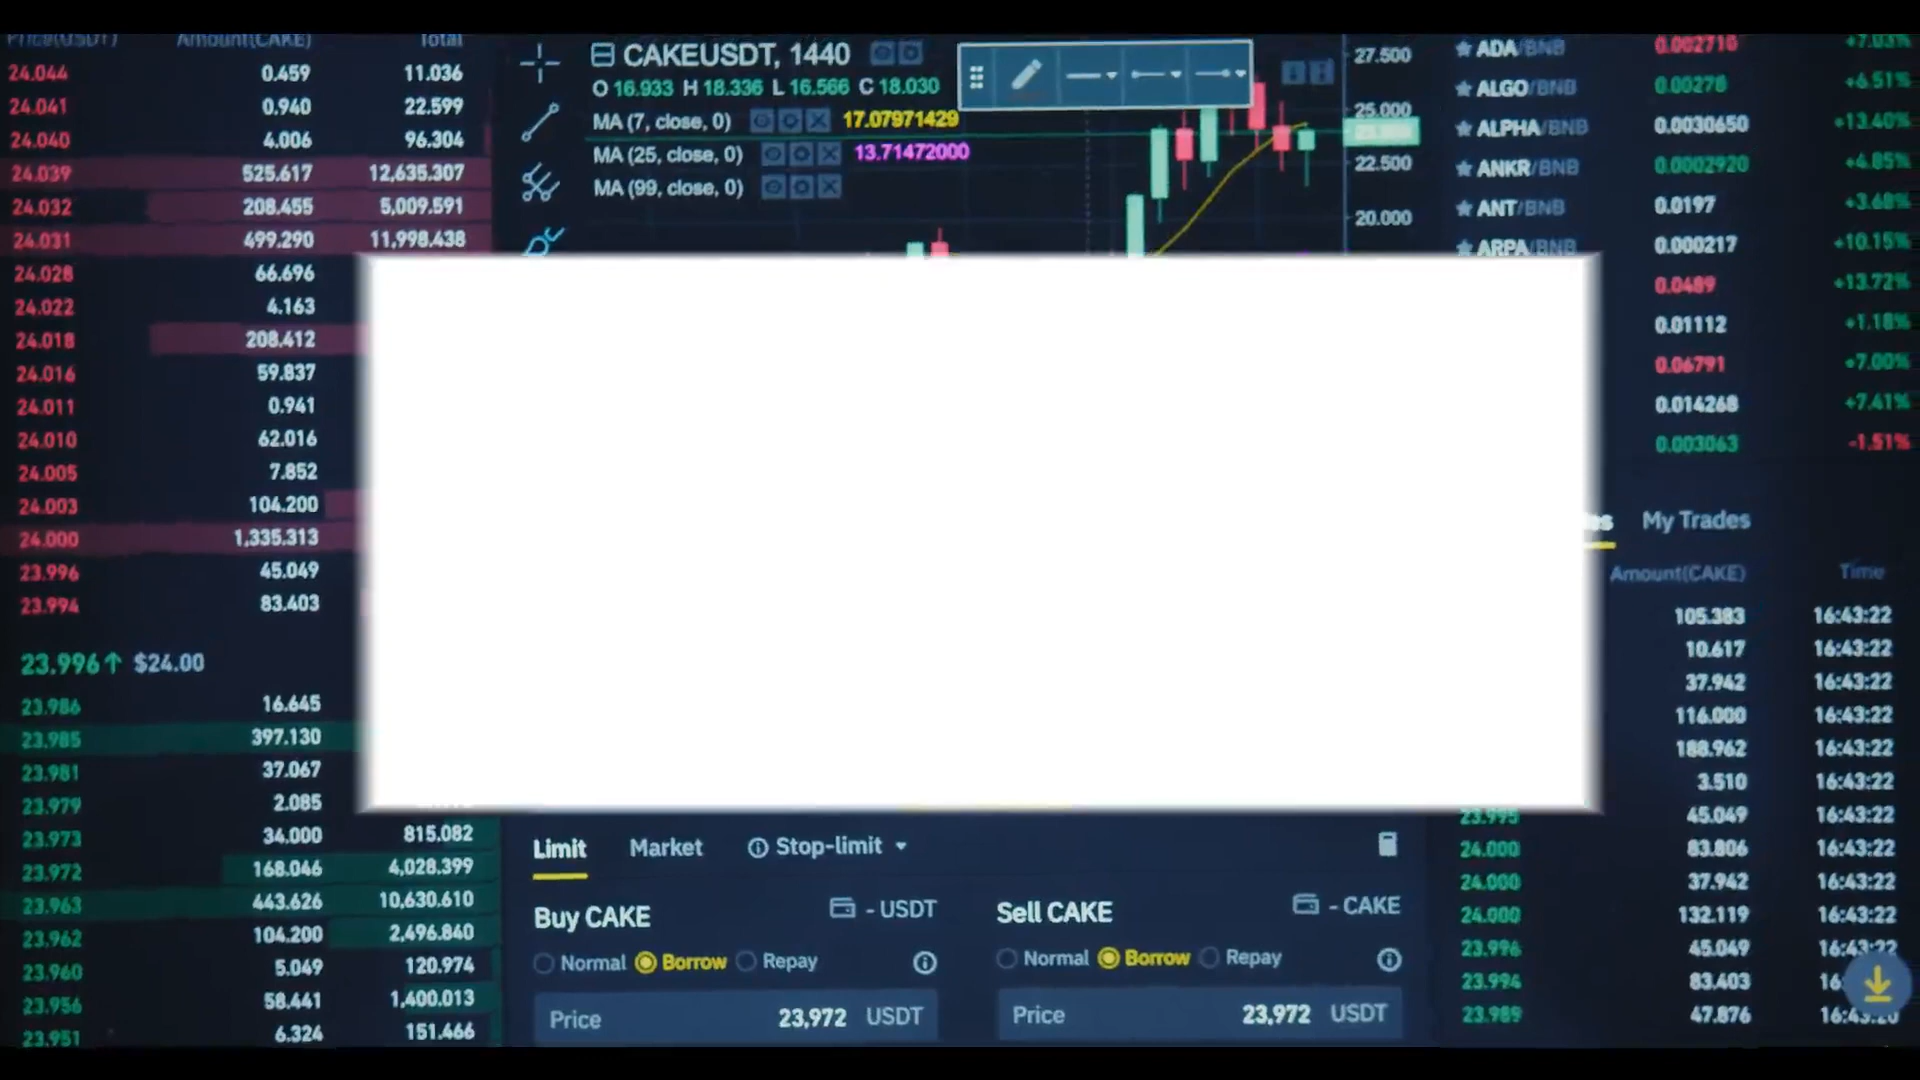 Price(USDT) Amount(CAKE) Total
24.044 0.459 11.036
24.041 0.940 22.599
24.040 4.006 96.304
24.039 525.617 12,635.307
24.032 208.455 5,009.591
24.031 499.290 11,998.438
24.028 66.696
24.022 4.163
24.018 208.412
24.016 59.837
24.011 0.941
24.010 62.016
24.005 7.852
24.003 104.200
24.000 1,335.313
23.996 45.049
23.994 83.403
23.996↑ $24.00
23.986 16.645
23.985 397.130
23.981 37.067
23.979 2.085
23.973 34.000 815.082
23.972 168.046 4,028.399
23.963 443.626 10,630.610
23.962 104.200 2,496.840
23.960 5.049 120.974
23.956 58.441 1,400.013
23.951 6.324 151.466
CAKEUSDT, 1440
O 16.933 H 18.336 L 16.566 C 18.030
MA (7, close, 0) 17.07971429
MA (25, close, 0) 13.71472000
MA (99, close, 0)
27.500
25.000
22.500
20.000
Limit Market Stop-limit
Buy CAKE - USDT
Normal Borrow Repay
Price 23,972 USDT
Sell CAKE - CAKE
Normal Borrow Repay
Price 23,972 USDT
ADA/BNB 0.002710 +7.03%
ALGO/BNB 0.00278 +6.51%
ALPHA/BNB 0.0030650 +13.40%
ANKR/BNB 0.0002920 +4.85%
ANT/BNB 0.0197 +3.68%
ARPA/BNB 0.000217 +10.15%
0.0489 +13.72%
0.01112 +1.18%
0.06791 +7.00%
0.014268 +7.41%
0.003063 -1.51%
My Trades
Amount(CAKE) Time
105.383 16:43:22
10.617 16:43:22
37.942 16:43:22
116.000 16:43:22
188.962 16:43:22
3.510 16:43:22
23.995 45.049 16:43:22
24.000 83.806 16:43:22
24.000 37.942 16:43:22
24.000 132.119 16:43:22
23.996 45.049 16:43:22
23.994 83.403
23.989 47.876 16:43:20